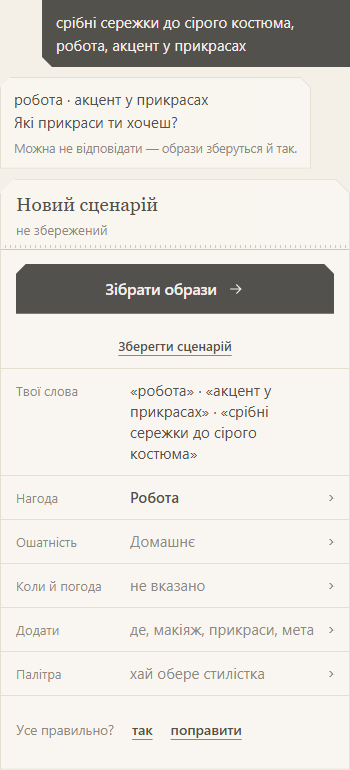 срібні сережки до сірого костюма,
робота, акцент у прикрасах
робота · акцент у прикрасах
Які прикраси ти хочеш?
Можна не відповідати — образи зберуться й так.
Новий сценарій
не збережений
Зібрати образи →
Зберегти сценарій
Твої слова «робота» · «акцент у
прикрасах» · «срібні
сережки до сірого
костюма»
Нагода Робота ›
Ошатність Домашнє ›
Коли й погода не вказано ›
Додати де, макіяж, прикраси, мета ›
Палітра хай обере стилістка ›
Усе правильно? так поправити